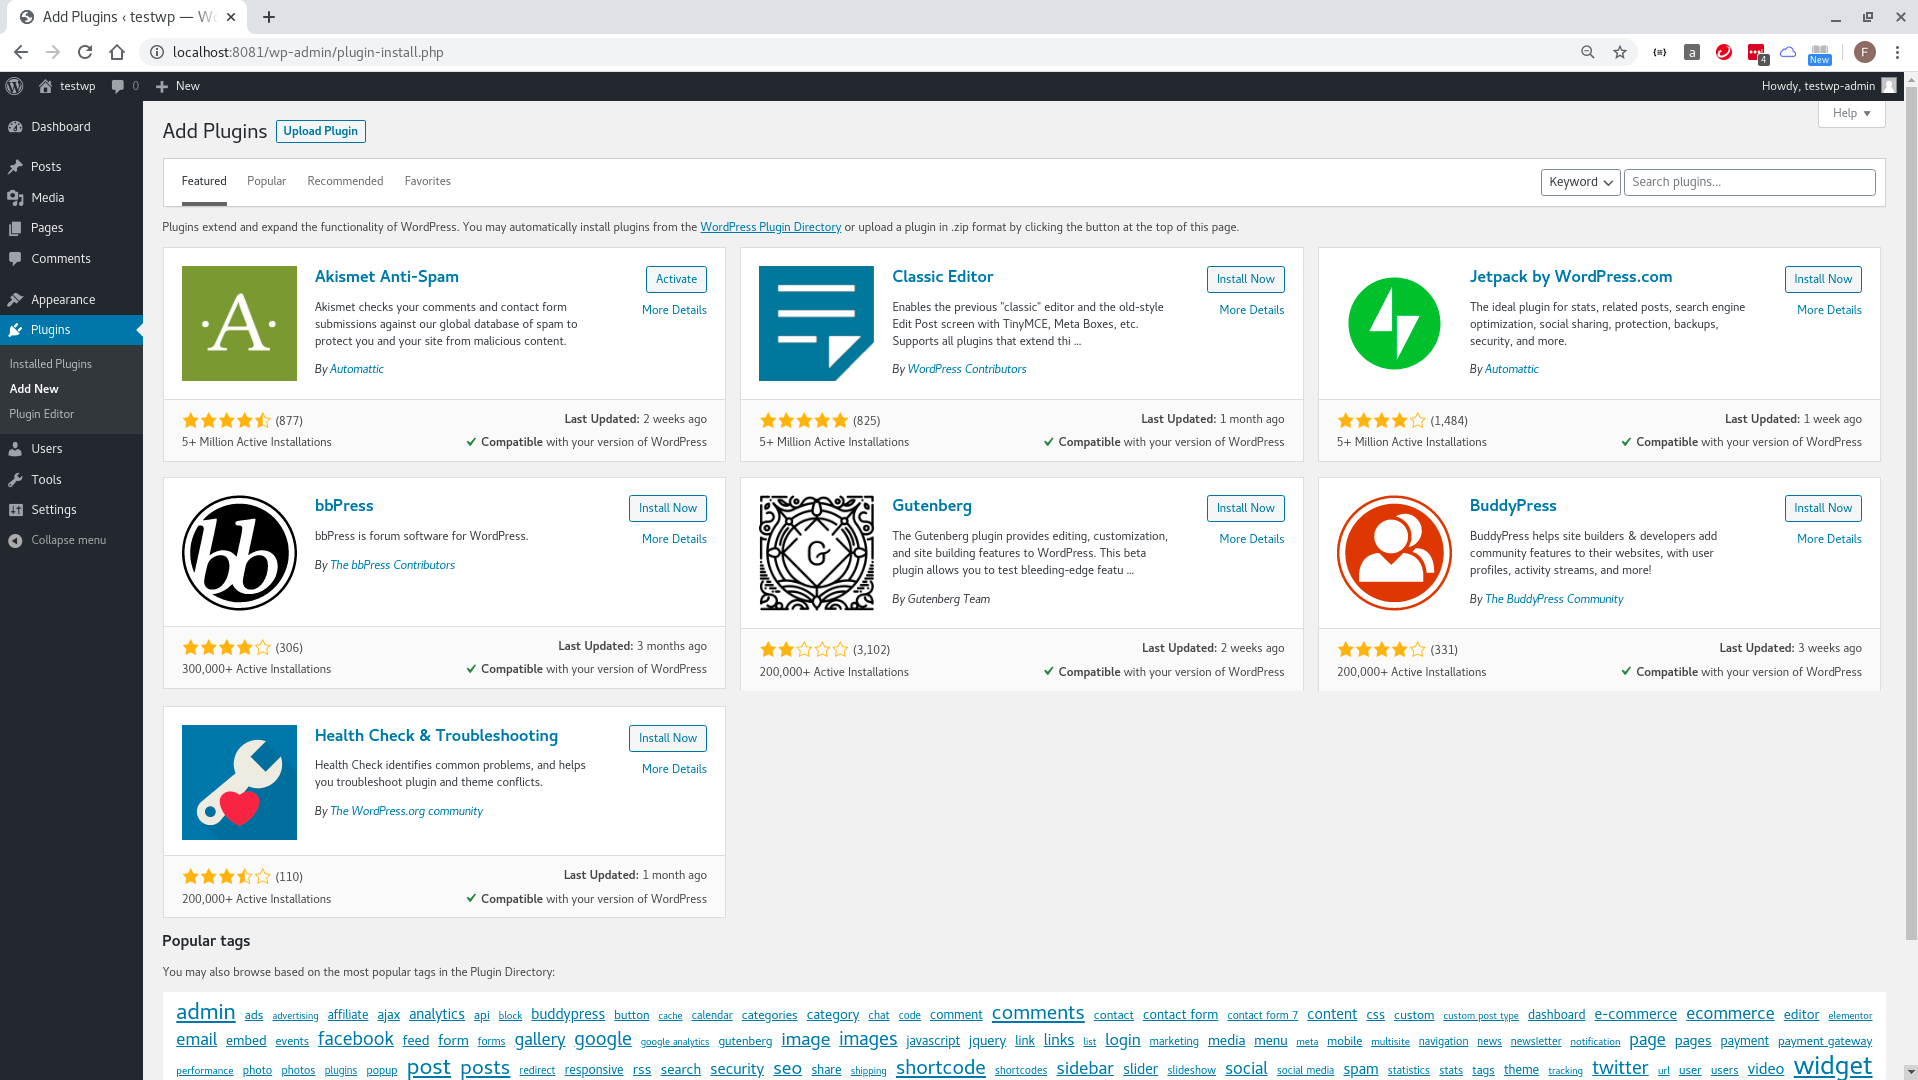 Add Plugins ‹ testwp — W
localhost:8081/wp-admin/plugin-install.php
a
4
New
F
testwp
0
New
Howdy, testwp-admin
Dashboard
Posts
Media
Pages
Comments
Appearance
Plugins
Installed Plugins
Add New
Plugin Editor
Users
Tools
Settings
Collapse menu
Add Plugins
Upload Plugin
Help
Featured Popular Recommended Favorites
Keyword
Search plugins...
Plugins extend and expand the functionality of WordPress. You may automatically install plugins from the WordPress Plugin Directory or upload a plugin in .zip format by clicking the button at the top of this page.
·A·
Akismet Anti-Spam
Activate
More Details
Akismet checks your comments and contact form
submissions against our global database of spam to
protect you and your site from malicious content.
By Automattic
(877)
Last Updated: 2 weeks ago
5+ Million Active Installations
Compatible with your version of WordPress
Classic Editor
Install Now
More Details
Enables the previous "classic" editor and the old-style
Edit Post screen with TinyMCE, Meta Boxes, etc.
Supports all plugins that extend thi ...
By WordPress Contributors
(825)
Last Updated: 1 month ago
5+ Million Active Installations
Compatible with your version of WordPress
Jetpack by WordPress.com
Install Now
More Details
The ideal plugin for stats, related posts, search engine
optimization, social sharing, protection, backups,
security, and more.
By Automattic
(1,484)
Last Updated: 1 week ago
5+ Million Active Installations
Compatible with your version of WordPress
bb
bbPress
Install Now
More Details
bbPress is forum software for WordPress.
By The bbPress Contributors
(306)
Last Updated: 3 months ago
300,000+ Active Installations
Compatible with your version of WordPress
G
Gutenberg
Install Now
More Details
The Gutenberg plugin provides editing, customization,
and site building features to WordPress. This beta
plugin allows you to test bleeding-edge featu ...
By Gutenberg Team
(3,102)
Last Updated: 2 weeks ago
200,000+ Active Installations
Compatible with your version of WordPress
BuddyPress
Install Now
More Details
BuddyPress helps site builders & developers add
community features to their websites, with user
profiles, activity streams, and more!
By The BuddyPress Community
(331)
Last Updated: 3 weeks ago
200,000+ Active Installations
Compatible with your version of WordPress
Health Check & Troubleshooting
Install Now
More Details
Health Check identifies common problems, and helps
you troubleshoot plugin and theme conflicts.
By The WordPress.org community
(110)
Last Updated: 1 month ago
200,000+ Active Installations
Compatible with your version of WordPress
Popular tags
You may also browse based on the most popular tags in the Plugin Directory:
admin ads advertising affiliate ajax analytics api block buddypress button cache calendar categories category chat code comment comments contact contact form contact form 7 content css custom custom post type dashboard e-commerce ecommerce editor elementor
email embed events facebook feed form forms gallery google google analytics gutenberg image images javascript jquery link links list login marketing media menu meta mobile multisite navigation news newsletter notification page pages payment payment gateway
performance photo photos plugins popup post posts redirect responsive rss search security seo share shipping shortcode shortcodes sidebar slider slideshow social social media spam statistics stats tags theme tracking twitter url user users video widget